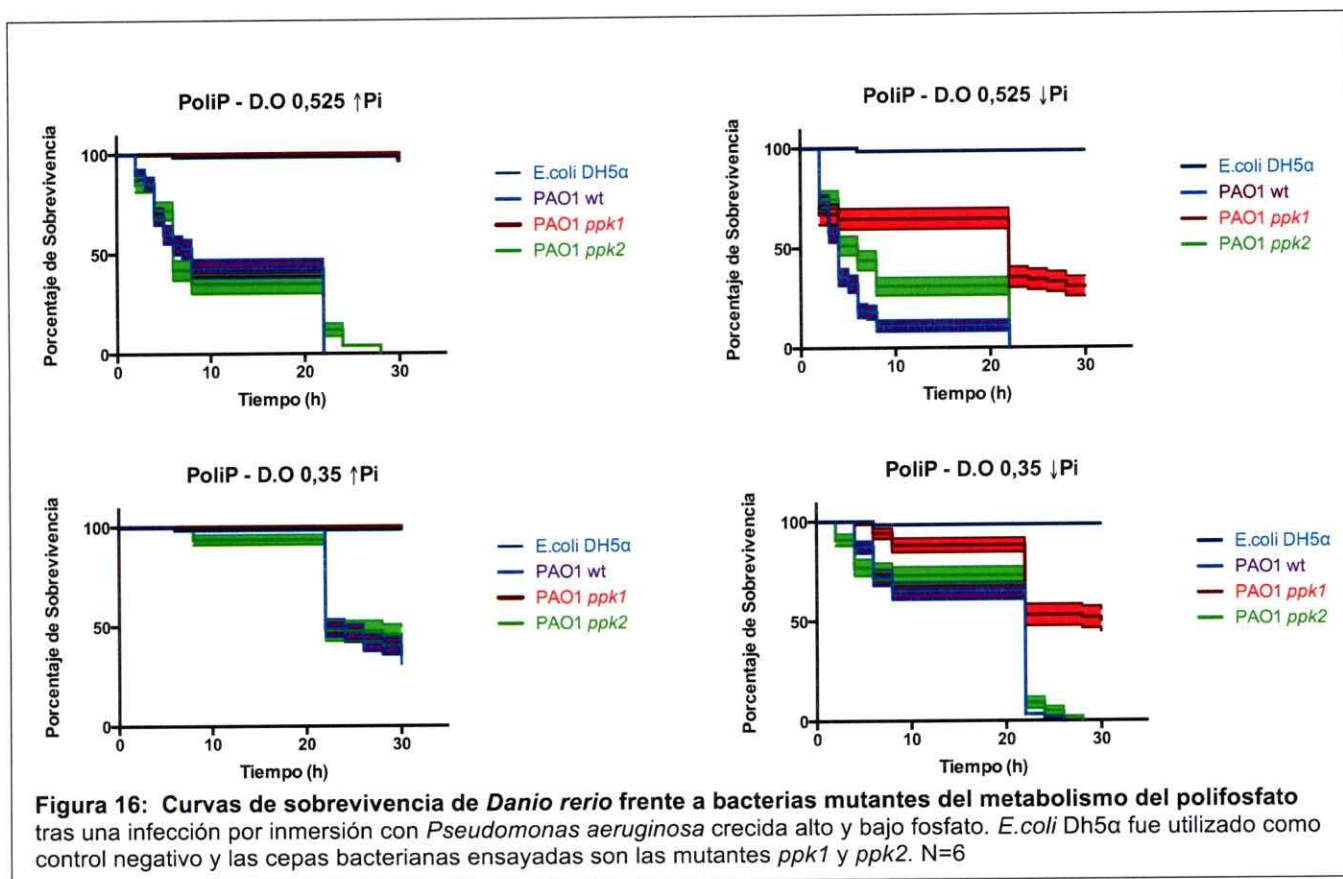 PoliP - D.O 0,525 ↑Pi
Porcentaje de Sobrevivencia
100
50
0
0 10 20 30
Tiempo (h)
E.coli DH5α
PAO1 wt
PAO1 ppk1
PAO1 ppk2
PoliP - D.O 0,525 ↓Pi
Porcentaje de Sobrevivencia
100
50
0
0 10 20 30
Tiempo (h)
E.coli DH5α
PAO1 wt
PAO1 ppk1
PAO1 ppk2
PoliP - D.O 0,35 ↑Pi
Porcentaje de Sobrevivencia
100
50
0
0 10 20 30
Tiempo (h)
E.coli DH5α
PAO1 wt
PAO1 ppk1
PAO1 ppk2
PoliP - D.O 0,35 ↓Pi
Porcentaje de Sobrevivencia
100
50
0
0 10 20 30
Tiempo (h)
E.coli DH5α
PAO1 wt
PAO1 ppk1
PAO1 ppk2
Figura 16: Curvas de sobrevivencia de Danio rerio frente a bacterias mutantes del metabolismo del polifosfato
tras una infección por inmersión con Pseudomonas aeruginosa crecida alto y bajo fosfato. E.coli Dh5α fue utilizado como
control negativo y las cepas bacterianas ensayadas son las mutantes ppk1 y ppk2. N=6